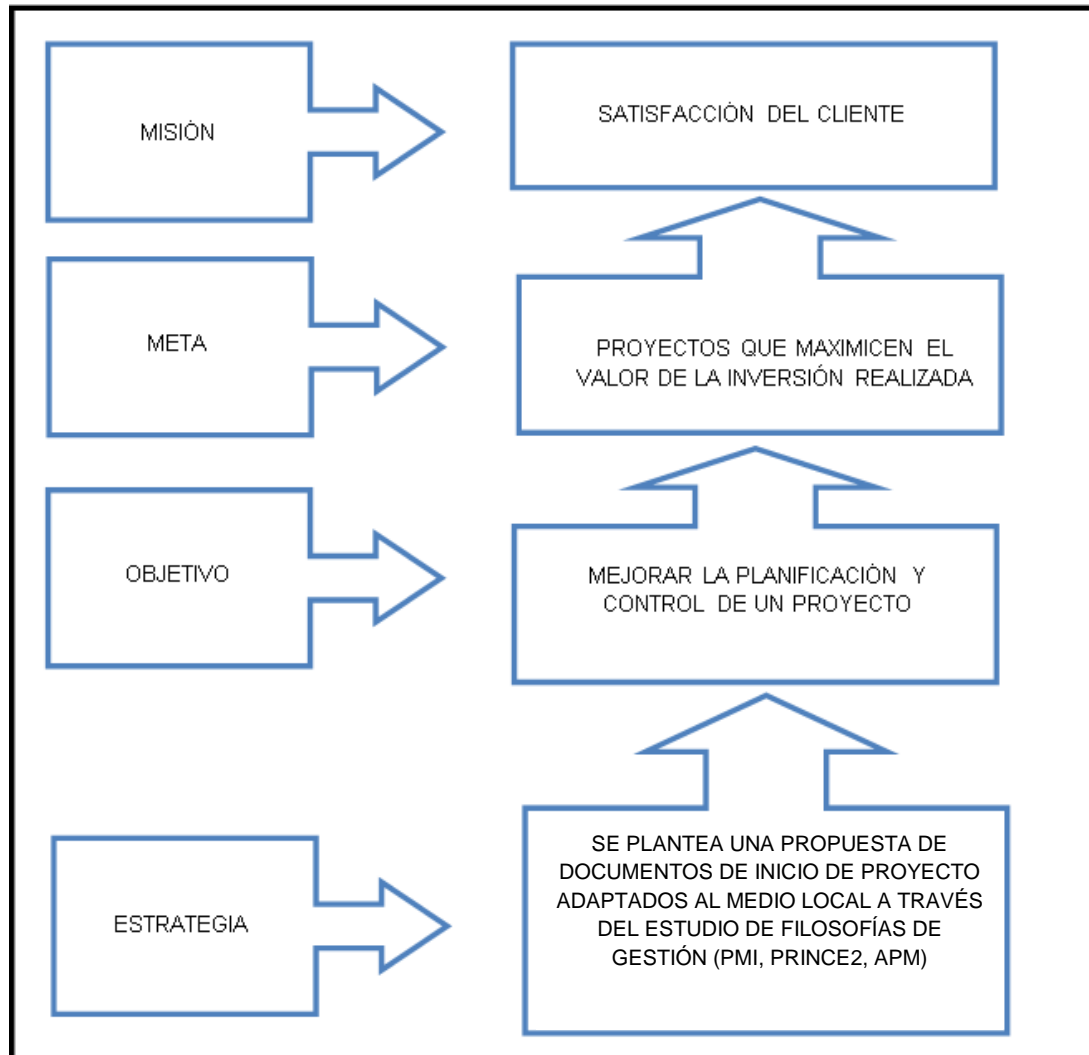 MISIÓN
SATISFACCIÓN DEL CLIENTE
META
PROYECTOS QUE MAXIMICEN EL
VALOR DE LA INVERSIÓN REALIZADA
OBJETIVO
MEJORAR LA PLANIFICACIÓN Y
CONTROL DE UN PROYECTO
ESTRATEGIA
SE PLANTEA UNA PROPUESTA DE
DOCUMENTOS DE INICIO DE PROYECTO
ADAPTADOS AL MEDIO LOCAL A TRAVÉS
DEL ESTUDIO DE FILOSOFÍAS DE
GESTIÓN (PMI, PRINCE2, APM)